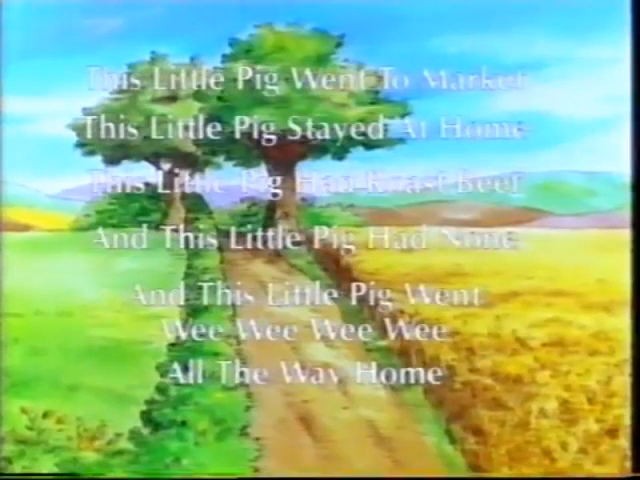 This Little Pig Went To Market
This Little Pig Stayed At Home
This Little Pig Had Roast Beef
And This Little Pig Had None
And This Little Pig Went
Wee Wee Wee Wee
All The Way Home